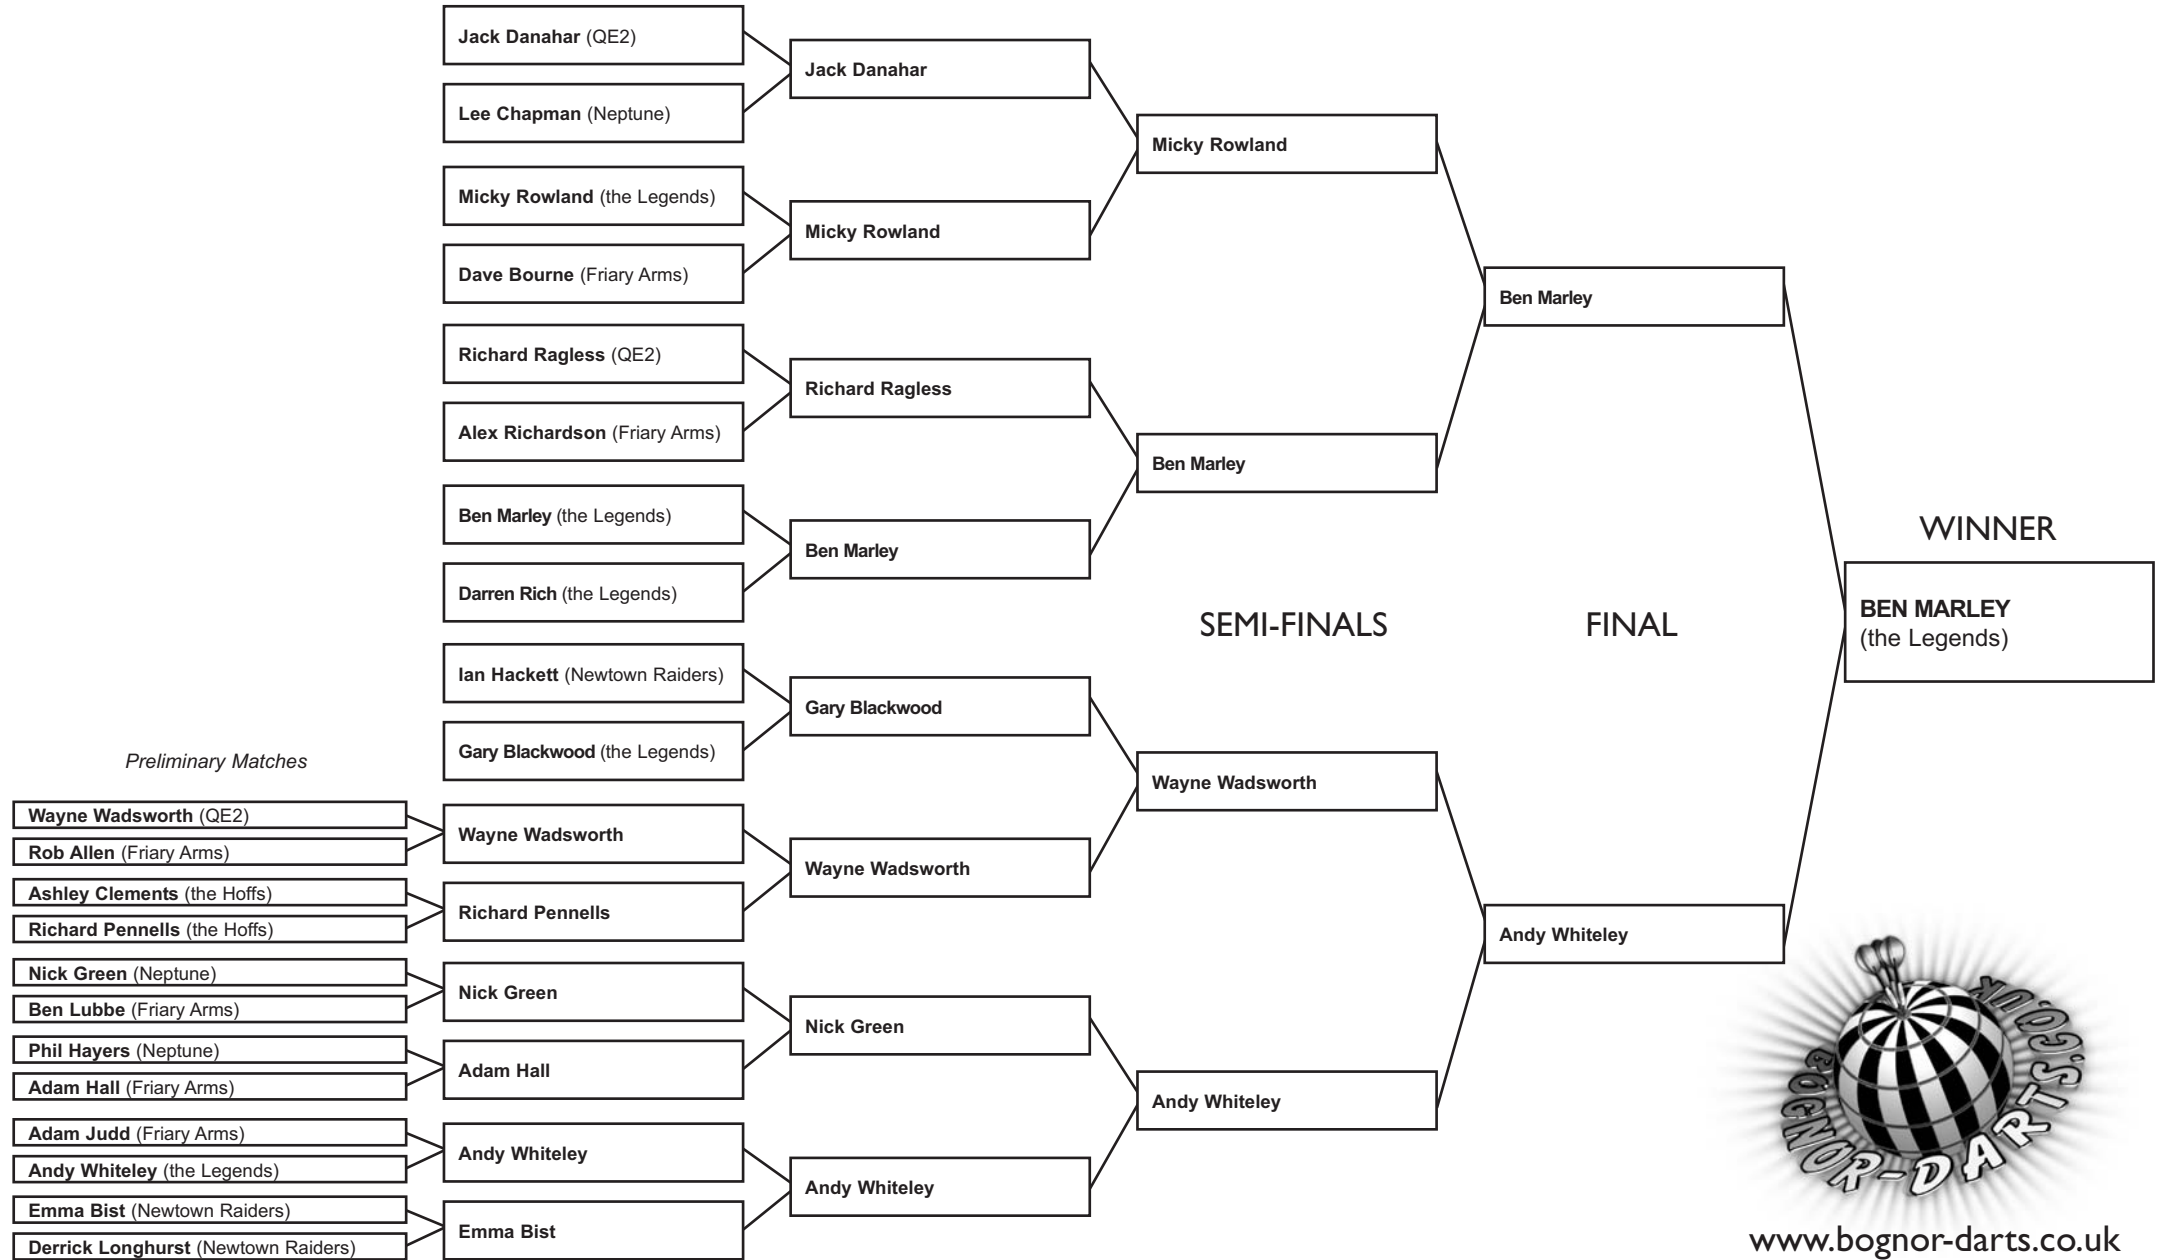 Preliminary Matches
Wayne Wadsworth (QE2)
Rob Allen (Friary Arms)
Ashley Clements (the Hoffs)
Richard Pennells (the Hoffs)
Nick Green (Neptune)
Ben Lubbe (Friary Arms)
Phil Hayers (Neptune)
Adam Hall (Friary Arms)
Adam Judd (Friary Arms)
Andy Whiteley (the Legends)
Emma Bist (Newtown Raiders)
Derrick Longhurst (Newtown Raiders)
Jack Danahar (QE2)
Lee Chapman (Neptune)
Micky Rowland (the Legends)
Dave Bourne (Friary Arms)
Richard Ragless (QE2)
Alex Richardson (Friary Arms)
Ben Marley (the Legends)
Darren Rich (the Legends)
Ian Hackett (Newtown Raiders)
Gary Blackwood (the Legends)
Wayne Wadsworth
Richard Pennells
Nick Green
Adam Hall
Andy Whiteley
Emma Bist
Jack Danahar
Micky Rowland
Richard Ragless
Ben Marley
Gary Blackwood
Wayne Wadsworth
Nick Green
Andy Whiteley
Micky Rowland
Ben Marley
SEMI-FINALS
Wayne Wadsworth
Andy Whiteley
Ben Marley
FINAL
Andy Whiteley
WINNER
BEN MARLEY
(the Legends)
BOGNOR-DARTS.CO.UK
www.bognor-darts.co.uk